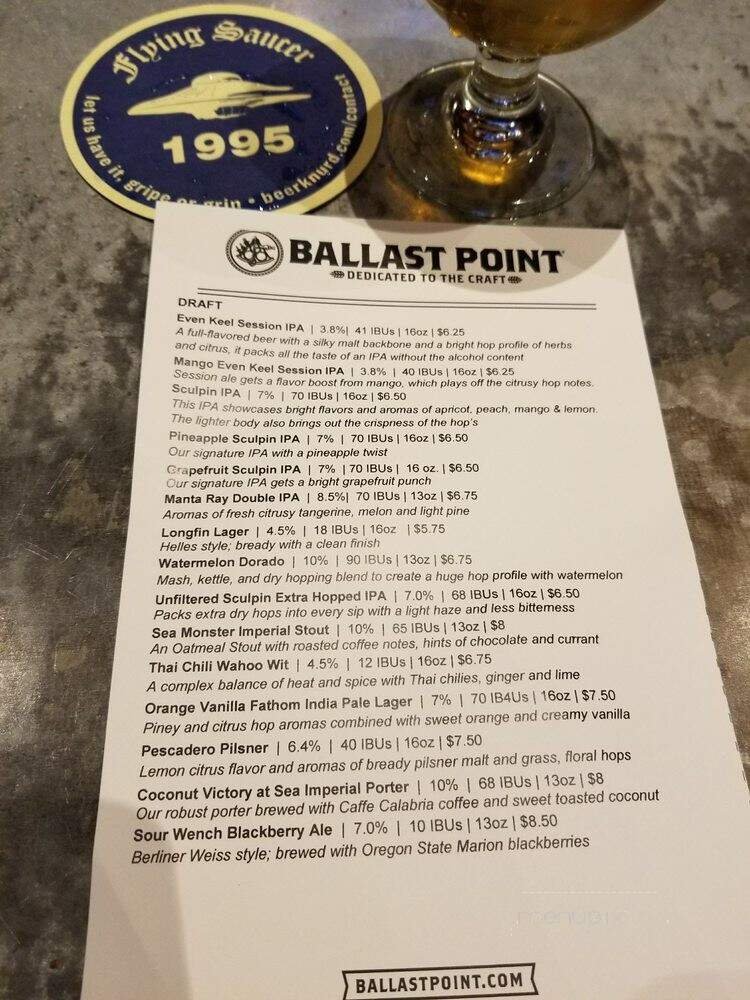 Flying Saucer
1995
let us have it. gripe or grin • beerknurd.com/contact
BALLAST POINT
DEDICATED TO THE CRAFT
DRAFT
Even Keel Session IPA | 3.8%| 41 IBUs | 16oz | $6.25
A full-flavored beer with a silky malt backbone and a bright hop profile of herbs
and citrus, it packs all the taste of an IPA without the alcohol content
Mango Even Keel Session IPA | 3.8% | 40 IBUs | 16oz | $6.25
Session ale gets a flavor boost from mango, which plays off the citrusy hop notes.
Sculpin IPA | 7% | 70 IBUs | 16oz | $6.50
This IPA showcases bright flavors and aromas of apricot, peach, mango & lemon.
The lighter body also brings out the crispness of the hop's
Pineapple Sculpin IPA | 7% | 70 IBUs | 16oz | $6.50
Our signature IPA with a pineapple twist
Grapefruit Sculpin IPA | 7% | 70 IBUs | 16 oz. | $6.50
Our signature IPA gets a bright grapefruit punch
Manta Ray Double IPA | 8.5%| 70 IBUs | 13oz | $6.75
Aromas of fresh citrusy tangerine, melon and light pine
Longfin Lager | 4.5% | 18 IBUs | 16oz | $5.75
Helles style; bready with a clean finish
Watermelon Dorado | 10% | 90 IBUs | 13oz | $6.75
Mash, kettle, and dry hopping blend to create a huge hop profile with watermelon
Unfiltered Sculpin Extra Hopped IPA | 7.0% | 68 IBUs | 16oz | $6.50
Packs extra dry hops into every sip with a light haze and less bitterness
Sea Monster Imperial Stout | 10% | 65 IBUs | 13oz | $8
An Oatmeal Stout with roasted coffee notes, hints of chocolate and currant
Thai Chili Wahoo Wit | 4.5% | 12 IBUs | 16oz | $6.75
A complex balance of heat and spice with Thai chilies, ginger and lime
Orange Vanilla Fathom India Pale Lager | 7% | 70 IB4Us | 16oz | $7.50
Piney and citrus hop aromas combined with sweet orange and creamy vanilla
Pescadero Pilsner | 6.4% | 40 IBUs | 16oz | $7.50
Lemon citrus flavor and aromas of bready pilsner malt and grass, floral hops
Coconut Victory at Sea Imperial Porter | 10% | 68 IBUs | 13oz | $8
Our robust porter brewed with Caffe Calabria coffee and sweet toasted coconut
Sour Wench Blackberry Ale | 7.0% | 10 IBUs | 13oz | $8.50
Berliner Weiss style; brewed with Oregon State Marion blackberries
BALLASTPOINT.COM